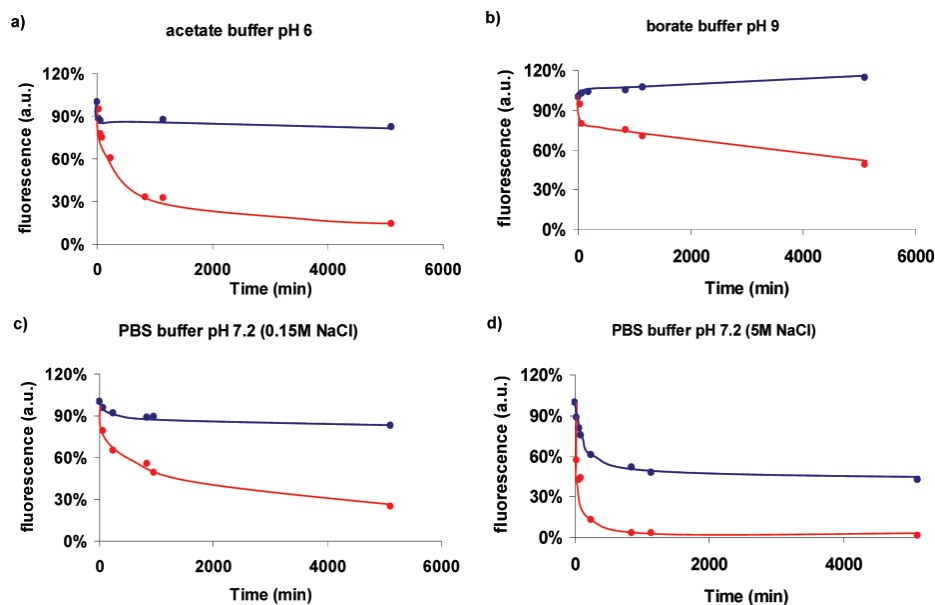 a)
acetate buffer pH 6
fluorescence (a.u.)
120%
90%
60%
30%
0%
0
2000
4000
6000
Time (min)
b)
borate buffer pH 9
fluorescence (a.u.)
120%
90%
60%
30%
0%
0
2000
4000
6000
Time (min)
c)
PBS buffer pH 7.2 (0.15M NaCl)
fluorescence (a.u.)
120%
90%
60%
30%
0%
0
2000
4000
6000
Time (min)
d)
PBS buffer pH 7.2 (5M NaCl)
fluorescence (a.u.)
120%
90%
60%
30%
0%
0
2000
4000
Time (min)